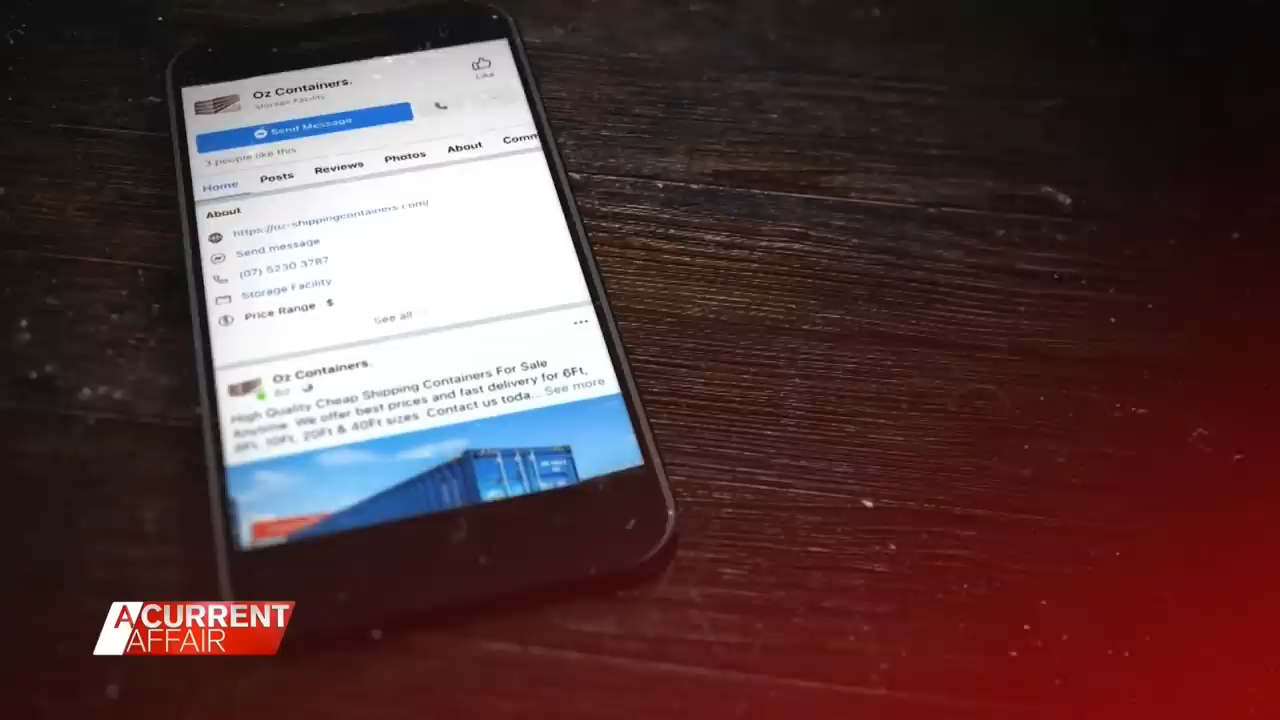 Oz Containers.
Storage Facility
Like
Send Message
3 people like this
Home Posts Reviews Photos About Comm
About
https://oz-shippingcontainers.com/
Send message
(07) 5230 3787
Storage Facility
Price Range · $
See all
Oz Containers.
High Quality Cheap Shipping Containers For Sale
Anytime. We offer best prices and fast delivery for 6Ft,
8Ft, 10Ft, 20Ft & 40Ft sizes. Contact us toda... See more
A CURRENT
AFFAIR